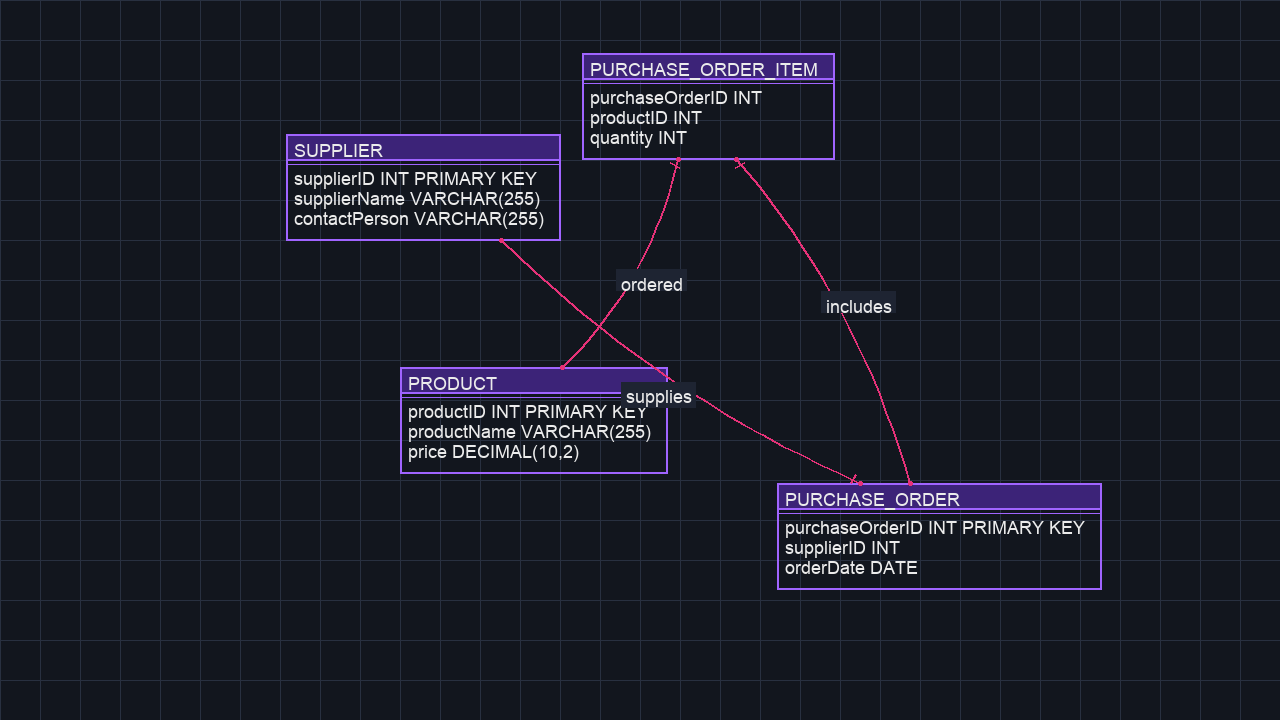 PURCHASE_ORDER_ITEM
purchaseOrderID INT
productID INT
quantity INT
SUPPLIER
supplierID INT PRIMARY KEY
supplierName VARCHAR(255)
contactPerson VARCHAR(255)
ordered
includes
PRODUCT
productID INT PRIMARY KEY
productName VARCHAR(255)
price DECIMAL(10,2)
supplies
PURCHASE_ORDER
purchaseOrderID INT PRIMARY KEY
supplierID INT
orderDate DATE